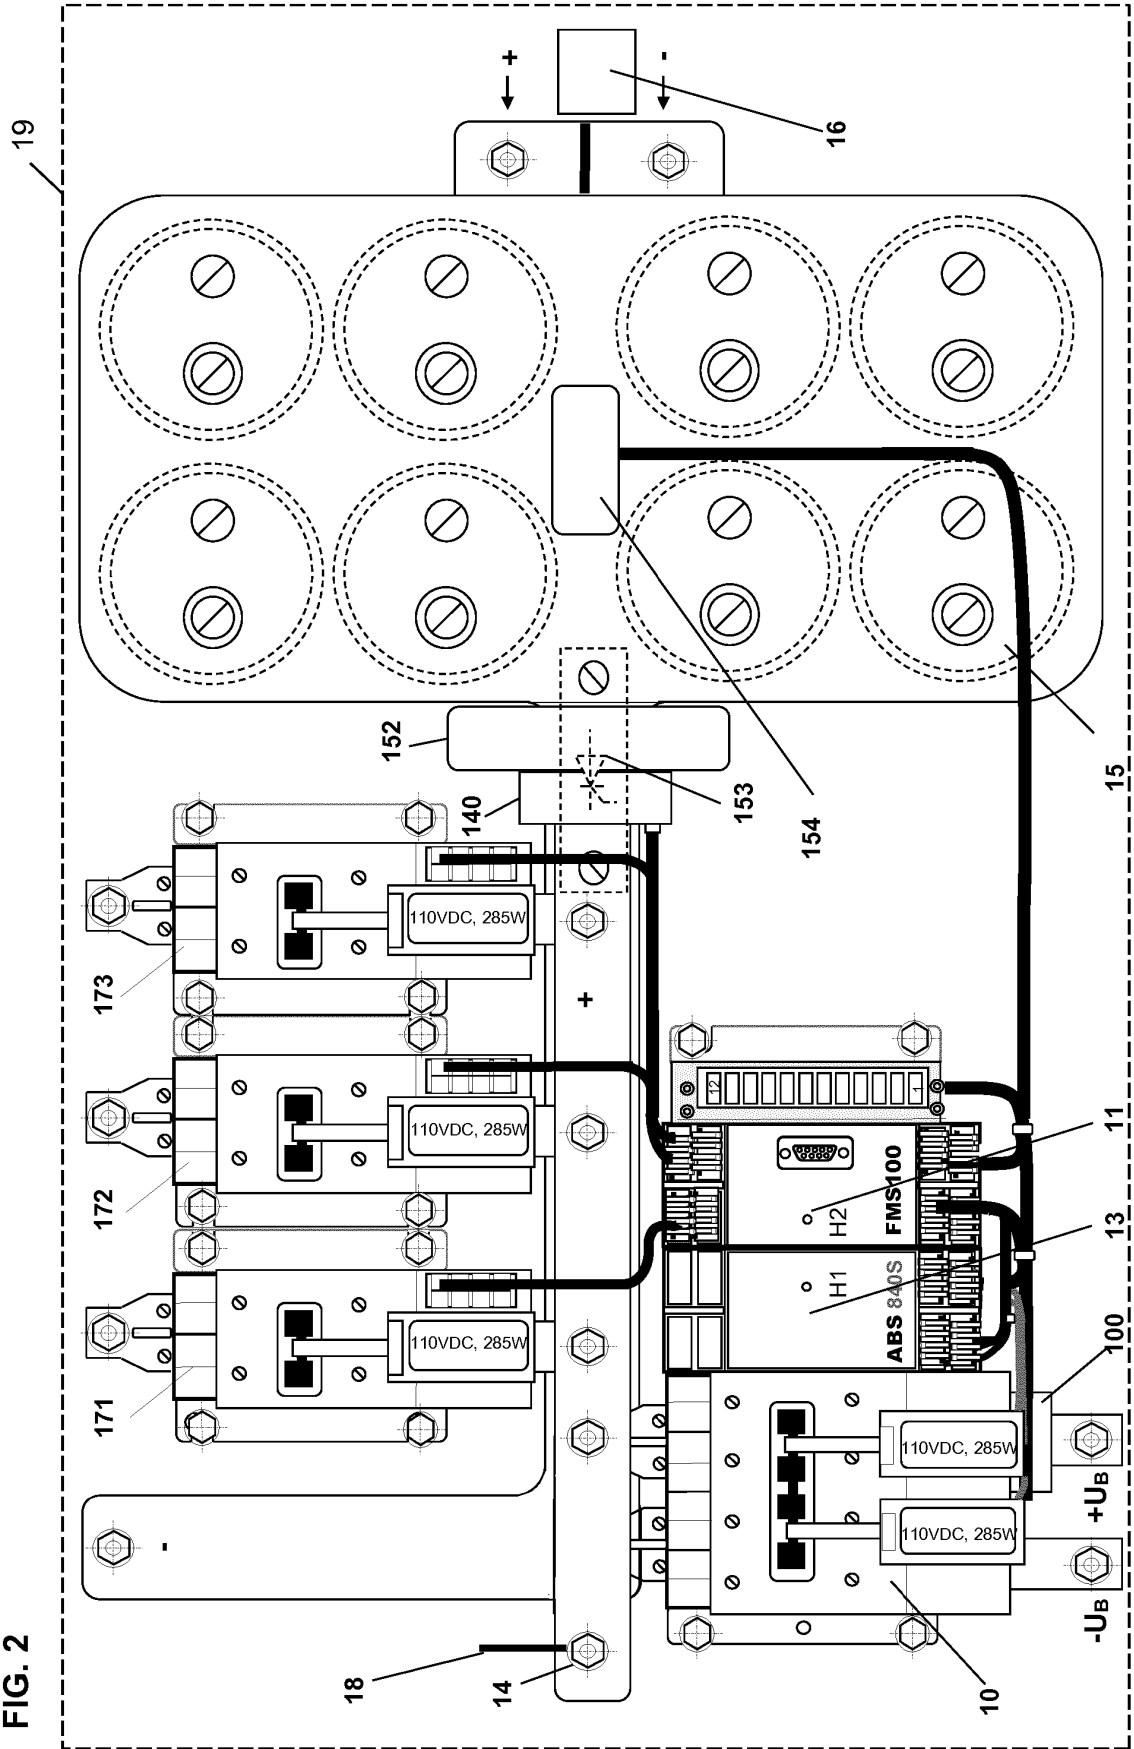 FIG. 2
19
+
-
16
152
140
153
154
15
173
172
171
110VDC, 285W
110VDC, 285W
110VDC, 285W
+
-
12
1
H2
FMS100
H1
ABS 840S
11
13
100
110VDC, 285W
110VDC, 285W
+UB
-UB
18
14
10